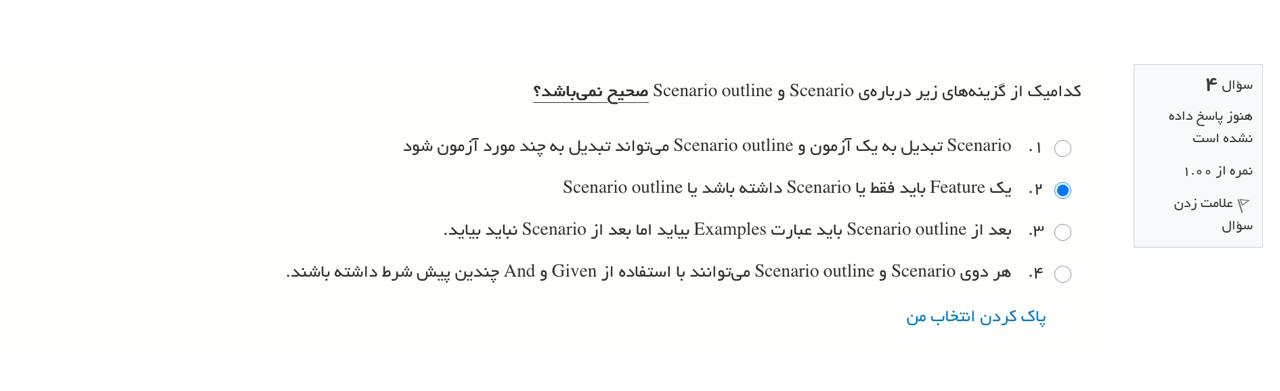 سؤال ۴
هنوز پاسخ داده
نشده است
نمره از ۱.۰۰
علامت زدن
سؤال
کدامیک از گزینه‌های زیر درباره‌ی Scenario و Scenario outline صحیح نمی‌باشد؟
۱. Scenario تبدیل به یک آزمون و Scenario outline می‌تواند تبدیل به چند مورد آزمون شود
۲. یک Feature باید فقط یا Scenario داشته باشد یا Scenario outline
۳. بعد از Scenario outline باید عبارت Examples بیاید اما بعد از Scenario نباید بیاید.
۴. هر دوی Scenario و Scenario outline می‌توانند با استفاده از Given و And چندین پیش شرط داشته باشند.
پاک کردن انتخاب من